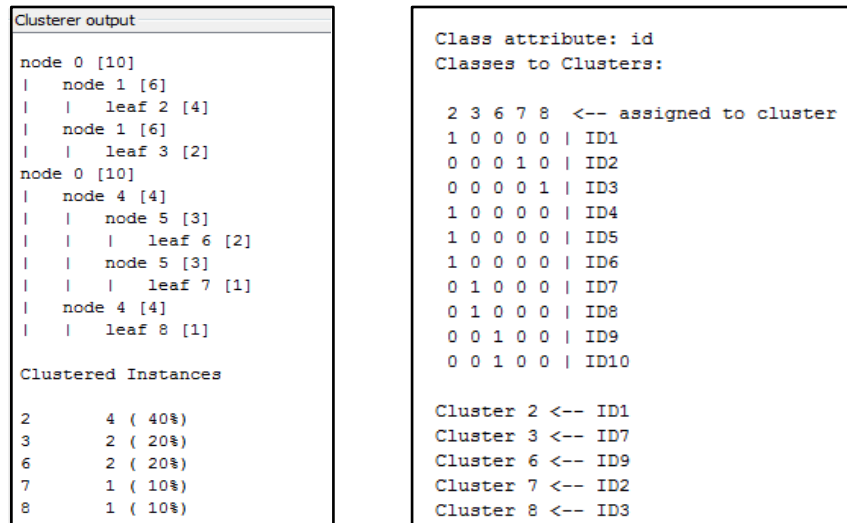 Clusterer output
node 0 [10]
|   node 1 [6]
|   |   leaf 2 [4]
|   node 1 [6]
|   |   leaf 3 [2]
node 0 [10]
|   node 4 [4]
|   |   node 5 [3]
|   |   |   leaf 6 [2]
|   |   node 5 [3]
|   |   |   leaf 7 [1]
|   node 4 [4]
|   |   leaf 8 [1]
Clustered Instances
2       4 ( 40%)
3       2 ( 20%)
6       2 ( 20%)
7       1 ( 10%)
8       1 ( 10%)
Class attribute: id
Classes to Clusters:
2 3 6 7 8  <-- assigned to cluster
1 0 0 0 0 | ID1
0 0 0 1 0 | ID2
0 0 0 0 1 | ID3
1 0 0 0 0 | ID4
1 0 0 0 0 | ID5
1 0 0 0 0 | ID6
0 1 0 0 0 | ID7
0 1 0 0 0 | ID8
0 0 1 0 0 | ID9
0 0 1 0 0 | ID10
Cluster 2 <-- ID1
Cluster 3 <-- ID7
Cluster 6 <-- ID9
Cluster 7 <-- ID2
Cluster 8 <-- ID3